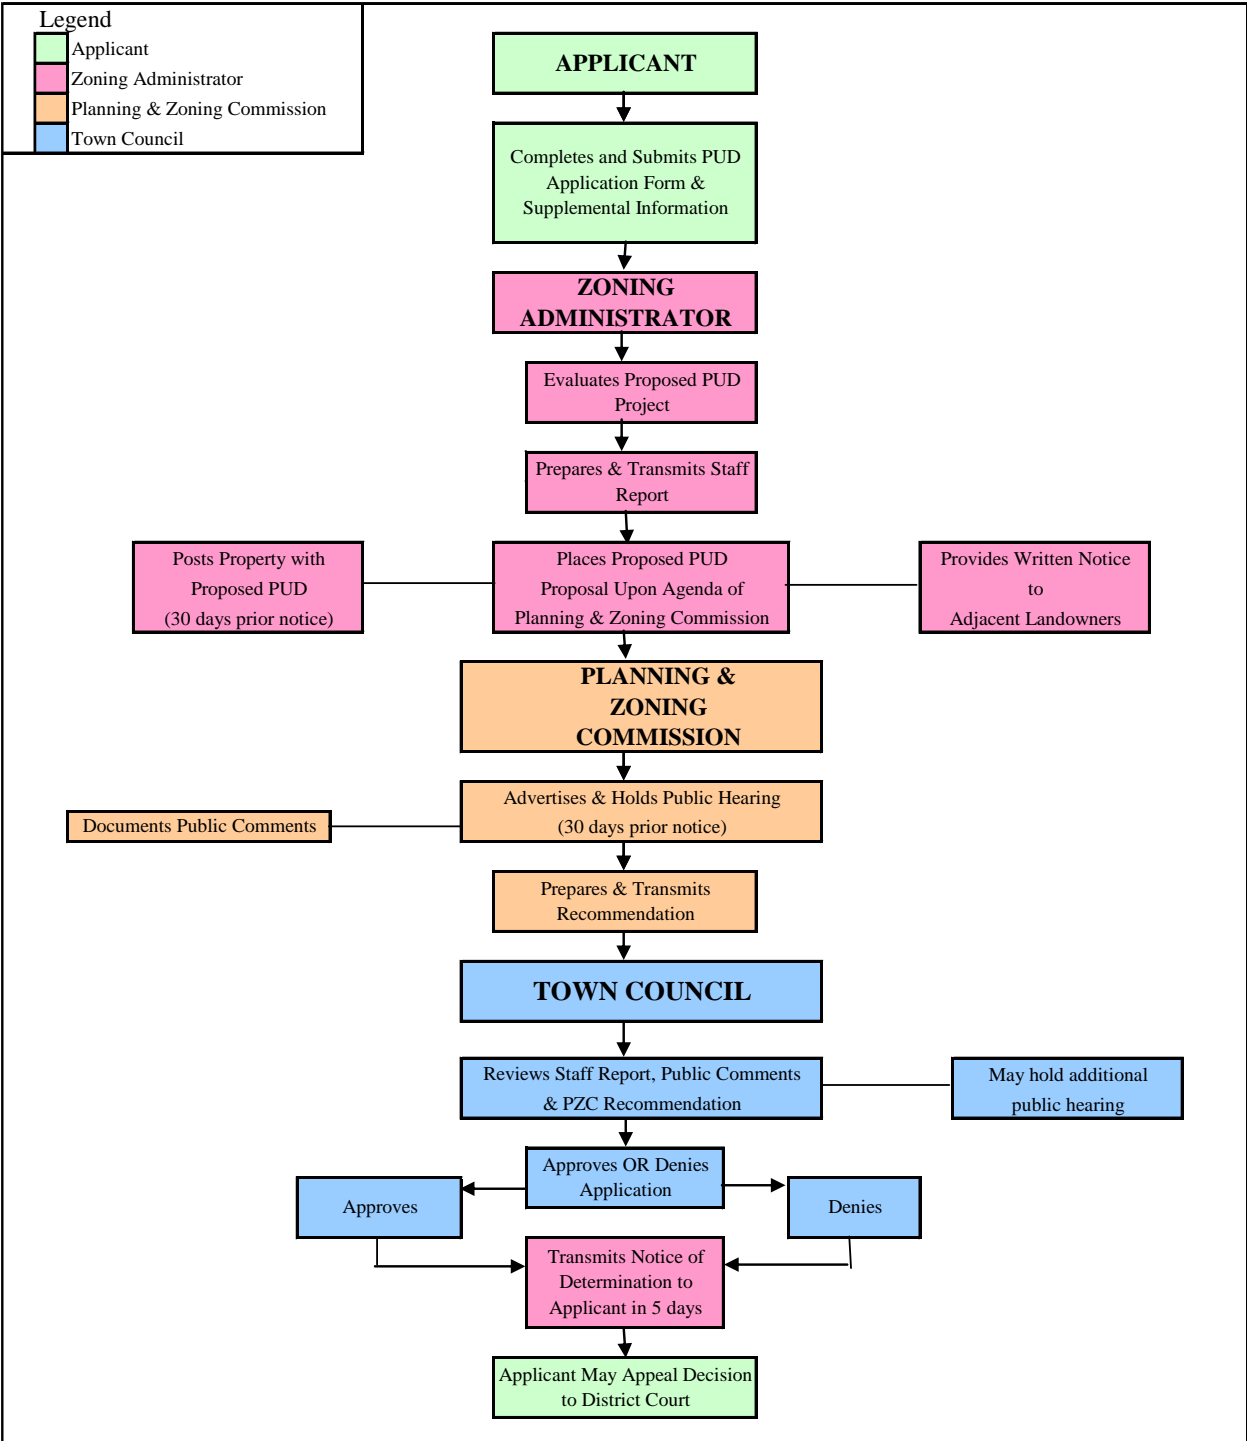 Legend
Applicant
Zoning Administrator
Planning & Zoning Commission
Town Council
APPLICANT
Completes and Submits PUD
Application Form &
Supplemental Information
ZONING
ADMINISTRATOR
Evaluates Proposed PUD
Project
Prepares & Transmits Staff
Report
Posts Property with
Proposed PUD
(30 days prior notice)
Places Proposed PUD
Proposal Upon Agenda of
Planning & Zoning Commission
Provides Written Notice
to
Adjacent Landowners
PLANNING &
ZONING
COMMISSION
Advertises & Holds Public Hearing
(30 days prior notice)
Documents Public Comments
Prepares & Transmits
Recommendation
TOWN COUNCIL
Reviews Staff Report, Public Comments
& PZC Recommendation
May hold additional
public hearing
Approves OR Denies
Application
Approves
Denies
Transmits Notice of
Determination to
Applicant in 5 days
Applicant May Appeal Decision
to District Court